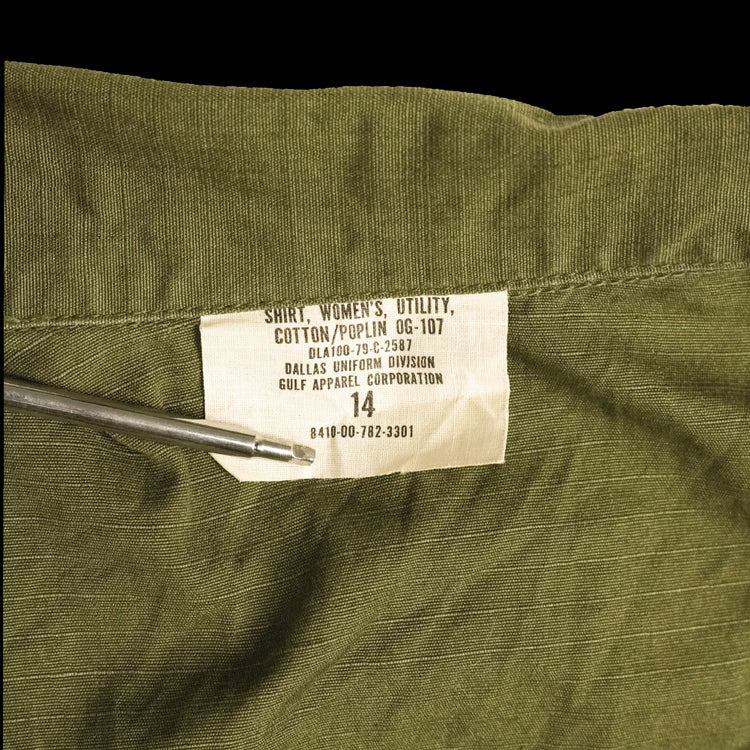 SHIRT, WOMEN'S, UTILITY,
COTTON/POPLIN OG-107
DLA100-79-C-2587
DALLAS UNIFORM DIVISION
GULF APPAREL CORPORATION
14
8410-00-782-3301